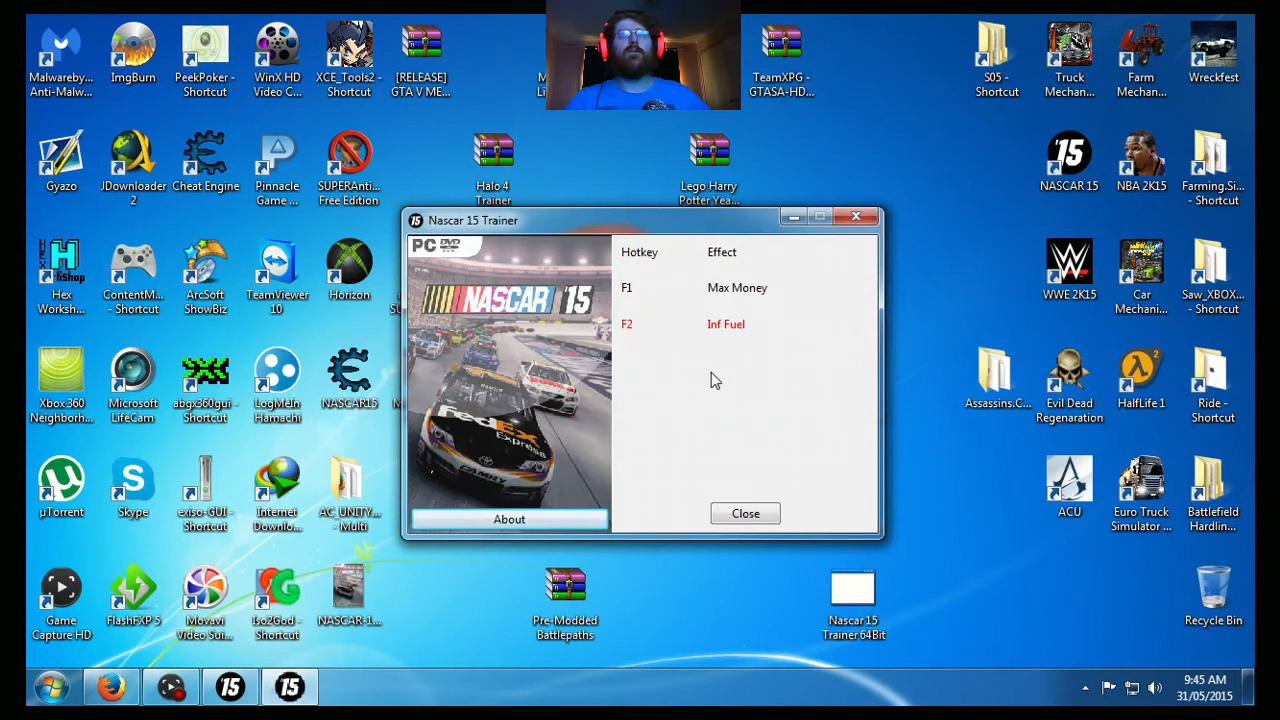 Malwareby...
Anti-Malw...
ImgBurn
PeekPoker -
Shortcut
WinX HD
Video C...
XCE_Tools2 -
Shortcut
[RELEASE]
GTA V ME...
TeamXPG -
GTASA-HD...
S05 -
Shortcut
Truck
Mechan...
Farm
Mechan...
Wreckfest
Gyazo
JDownloader
2
Cheat Engine
Pinnacle
Game ...
SUPERAnti...
Free Edition
Halo 4
Trainer
Lego Harry
Potter Yea...
'15
NASCAR 15
NBA 2K15
Farming.Si...
- Shortcut
15
Nascar 15 Trainer
PC DVD
NASCAR '15
FedEx
Express
CAMRY
About
Hotkey
Effect
F1
Max Money
F2
Inf Fuel
Close
Hex
Worksh...
ContentM...
- Shortcut
ArcSoft
ShowBiz
TeamViewer
10
Horizon
WWE 2K15
Car
Mechani...
Saw_XBOX...
- Shortcut
Xbox 360
Neighborh...
Microsoft
LifeCam
abgx360gui -
Shortcut
LogMeIn
Hamachi
NASCAR15
Assassins.C...
Evil Dead
Regenaration
HalfLife 1
Ride -
Shortcut
µTorrent
Skype
exiso-GUI -
Shortcut
Internet
Downlo...
AC_UNITY...
- Multi
ACU
Euro Truck
Simulator ...
Battlefield
Hardlin...
Game
Capture HD
FlashFXP 5
Movavi
Video Sui...
Iso2God -
Shortcut
NASCAR-1...
Pre-Modded
Battlepaths
Nascar 15
Trainer 64Bit
Recycle Bin
'15
'15
9:45 AM
31/05/2015